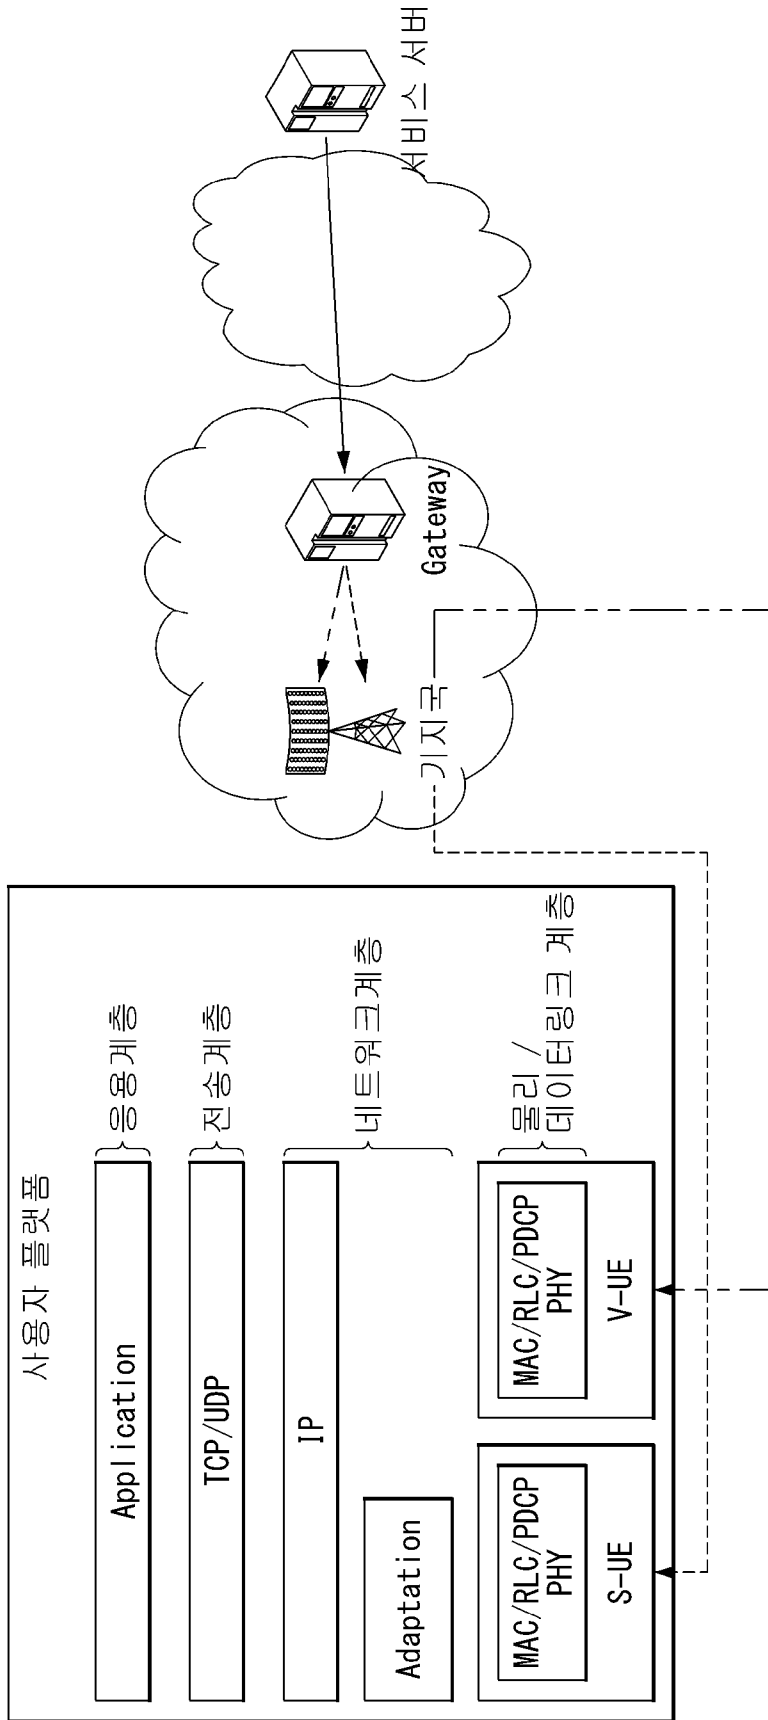 사용자 플랫폼
Application
응용계층
TCP/UDP
전송계층
IP
네트워크계층
Adaptation
MAC/RLC/PDCP
PHY
S-UE
MAC/RLC/PDCP
PHY
V-UE
물리 /
데이터링크 계층
기지국
Gateway
서비스 서버